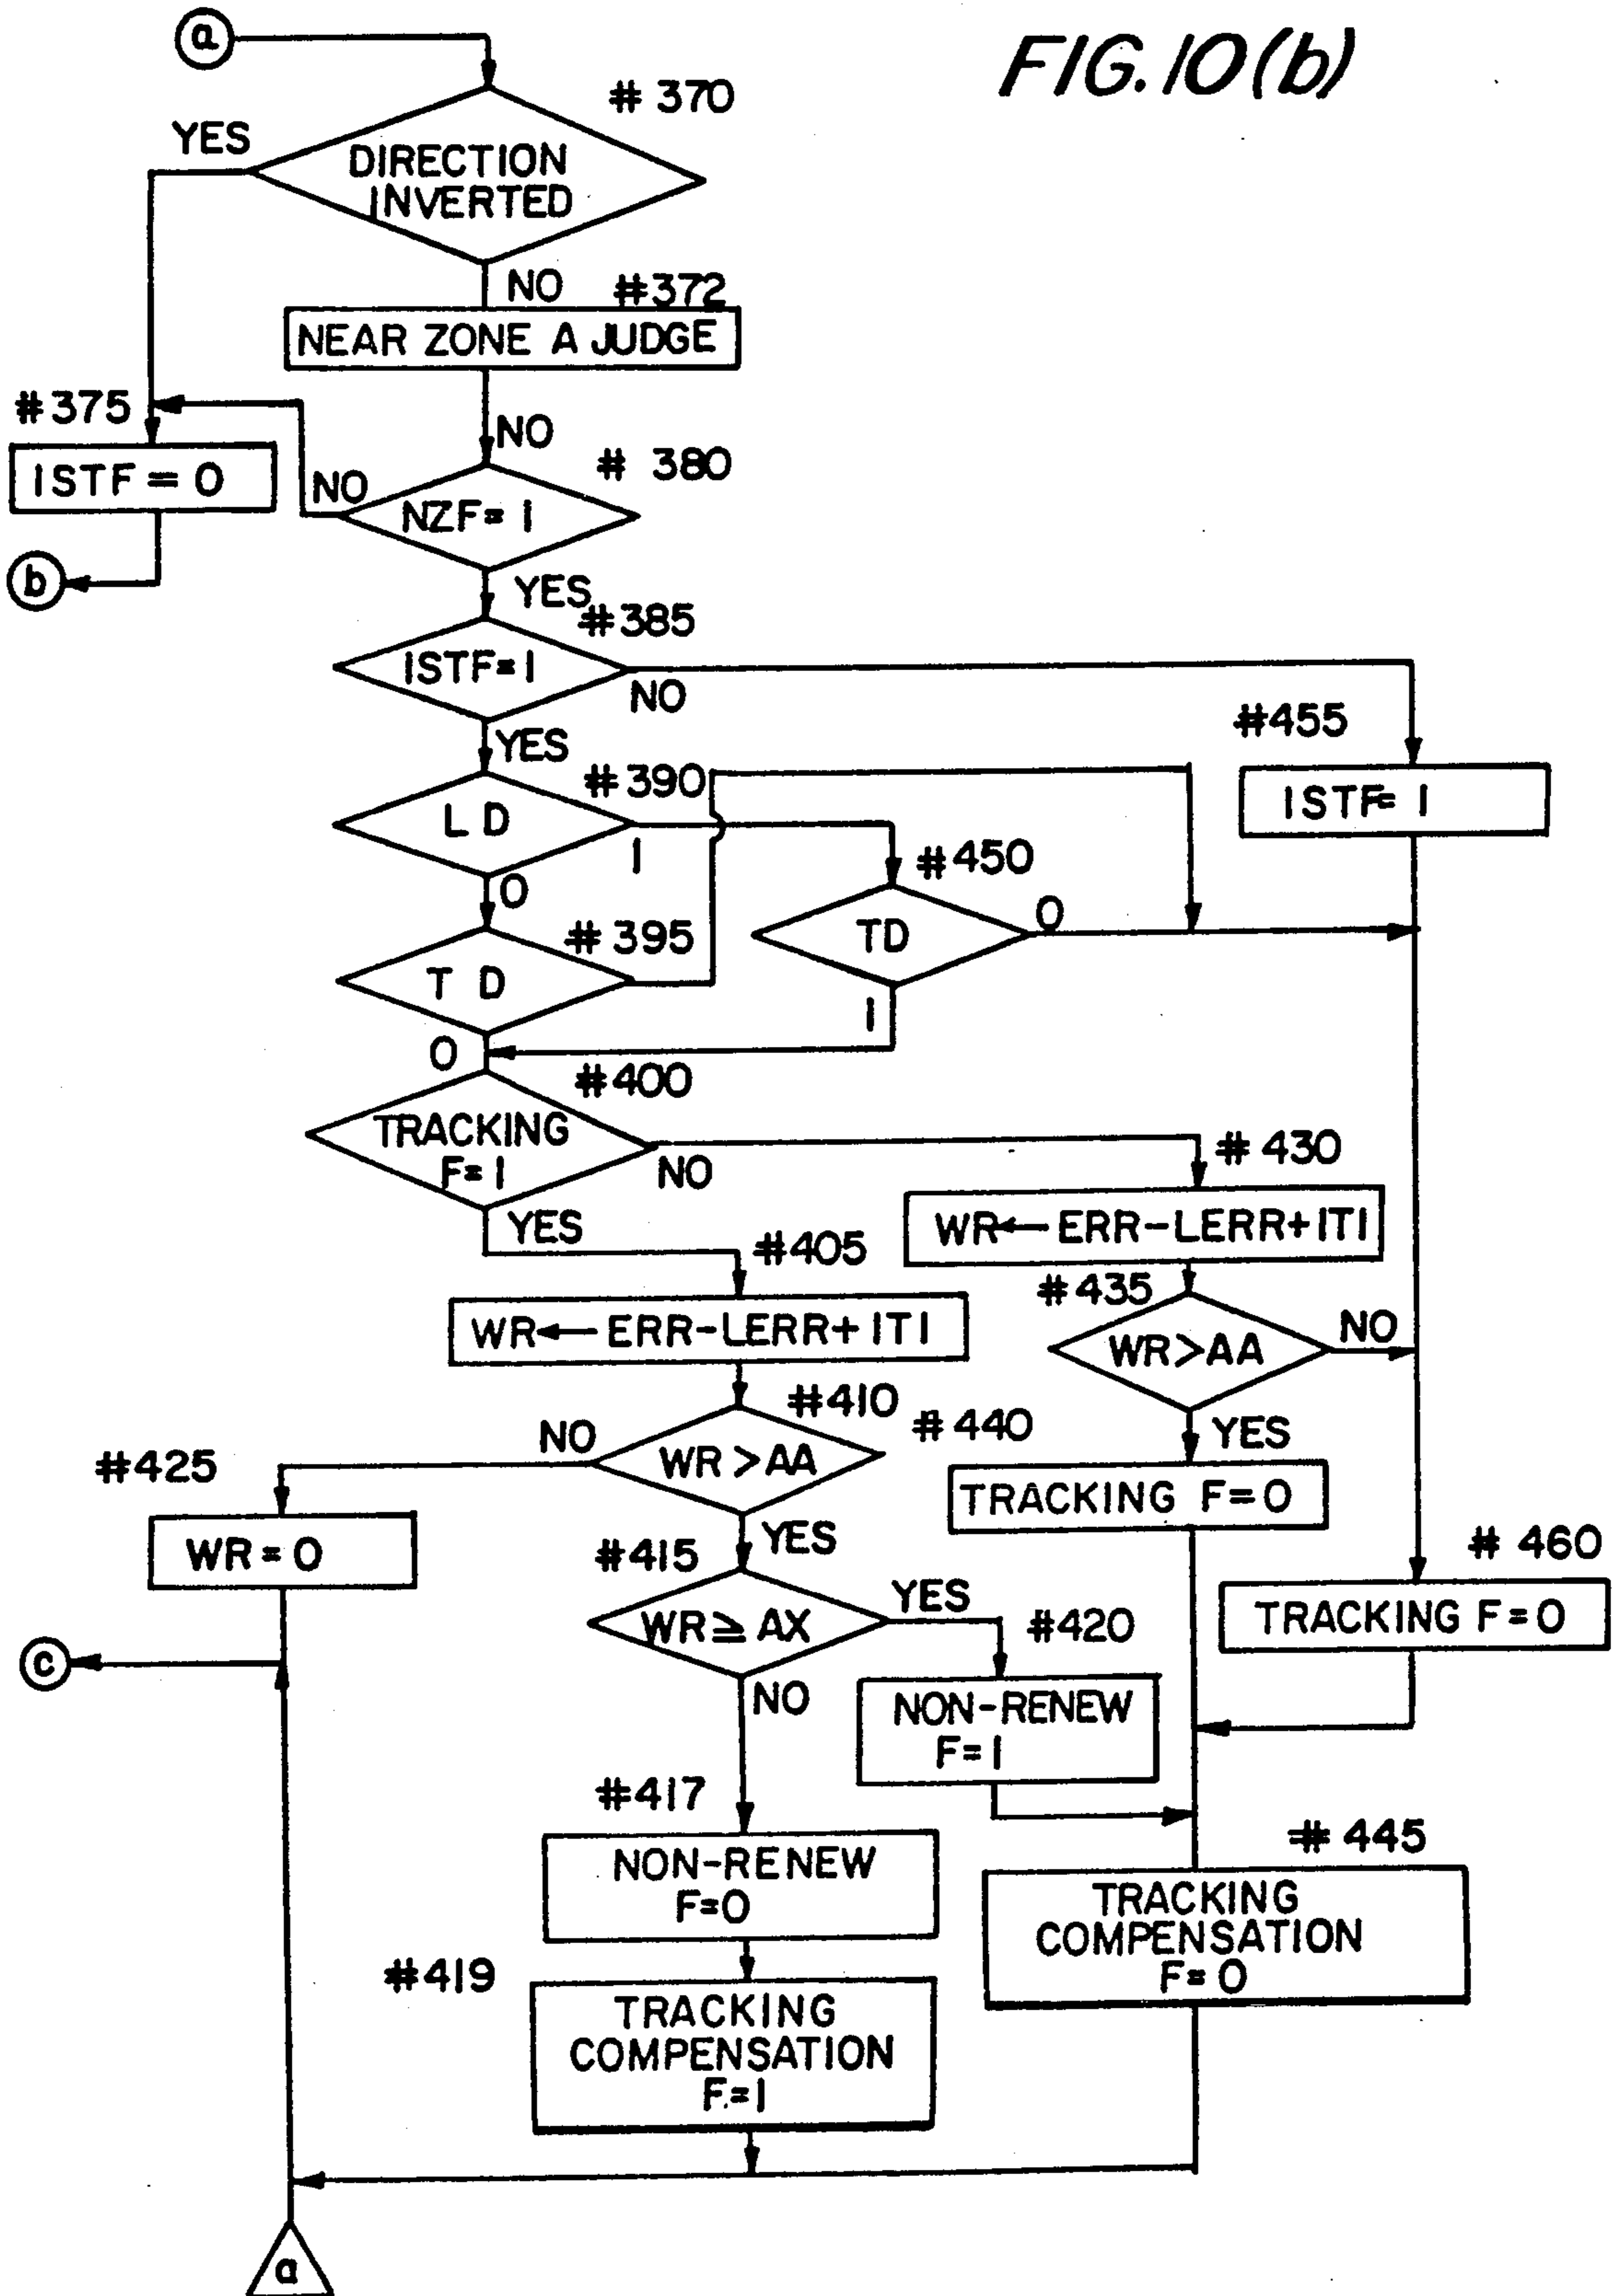 FIG. 10(b)
a
# 370
YES
DIRECTION
INVERTED
NO
#372
NEAR ZONE A JUDGE
#375
NO
# 380
ISTF = 0
NO
NZF= 1
b
YES
#385
ISTF=1
NO
#455
YES
#390
ISTF= 1
L D
1
#450
0
TD
0
#395
T D
1
0
#400
TRACKING
F=1
NO
#430
YES
#405
WR← ERR-LERR+|T|
#435
WR← ERR-LERR+|T|
WR>AA
NO
#410
#440
NO
YES
#425
WR >AA
TRACKING F=0
WR = 0
YES
#415
# 460
YES
WR≧AX
#420
TRACKING F=0
c
NO
NON-RENEW
F=1
#417
# 445
NON-RENEW
F=0
TRACKING
COMPENSATION
F=0
#419
TRACKING
COMPENSATION
F=1
a